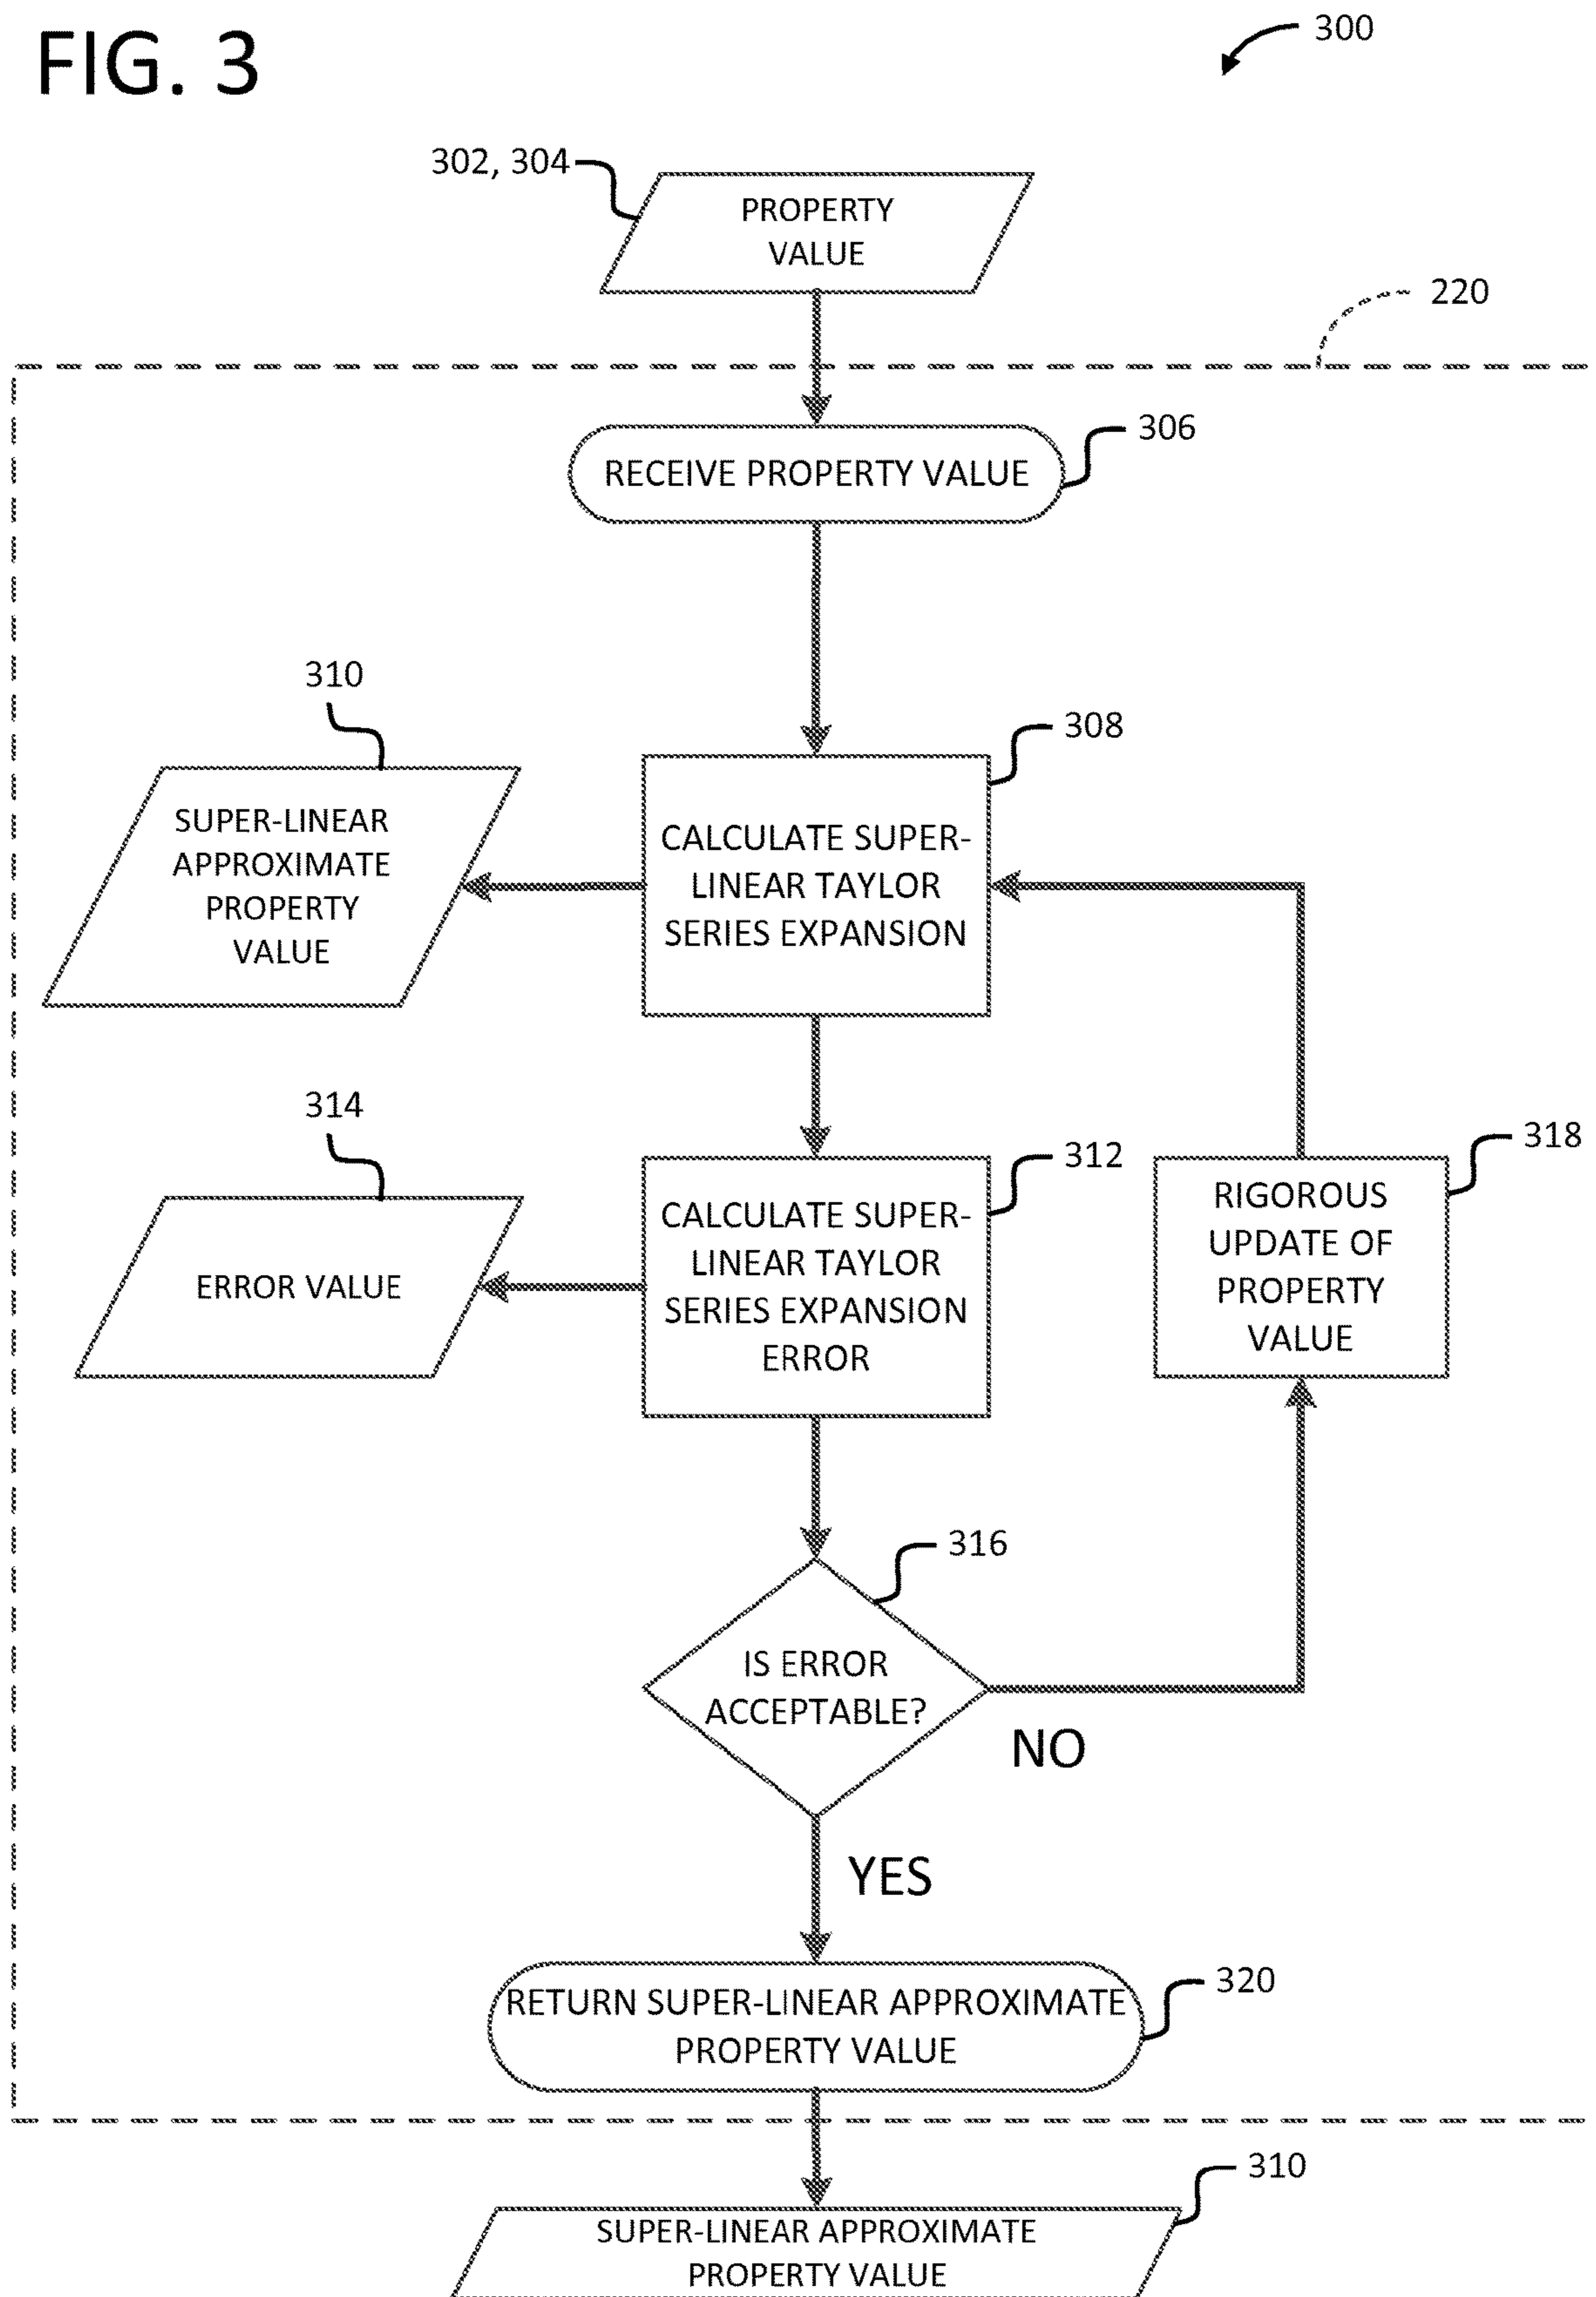 FIG. 3
300
302, 304
PROPERTY
VALUE
220
RECEIVE PROPERTY VALUE
306
310
308
SUPER-LINEAR
APPROXIMATE
PROPERTY
VALUE
CALCULATE SUPER-
LINEAR TAYLOR
SERIES EXPANSION
314
312
318
ERROR VALUE
CALCULATE SUPER-
LINEAR TAYLOR
SERIES EXPANSION
ERROR
RIGOROUS
UPDATE OF
PROPERTY
VALUE
316
IS ERROR
ACCEPTABLE?
NO
YES
RETURN SUPER-LINEAR APPROXIMATE
PROPERTY VALUE
320
310
SUPER-LINEAR APPROXIMATE
PROPERTY VALUE